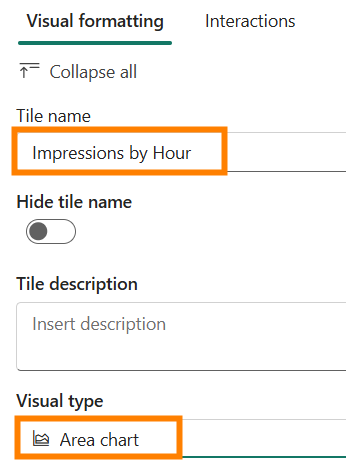 Visual formatting Interactions
Collapse all
Tile name
Impressions by Hour
Hide tile name
Tile description
Insert description
Visual type
Area chart